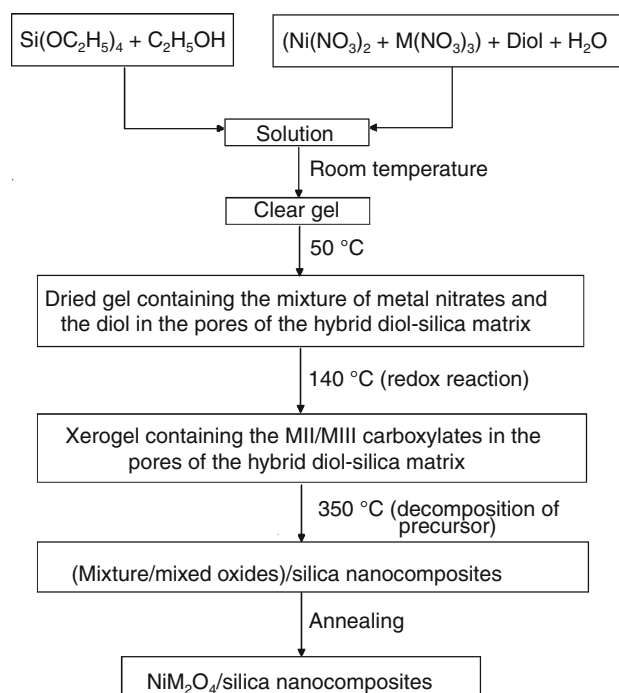 Si(OC₂H₅)₄ + C₂H₅OH
(Ni(NO₃)₂ + M(NO₃)₃) + Diol + H₂O
Solution
Room temperature
Clear gel
50 °C
Dried gel containing the mixture of metal nitrates and
the diol in the pores of the hybrid diol-silica matrix
140 °C (redox reaction)
Xerogel containing the MII/MIII carboxylates in the
pores of the hybrid diol-silica matrix
350 °C (decomposition of
precursor)
(Mixture/mixed oxides)/silica nanocomposites
Annealing
NiM₂O₄/silica nanocomposites